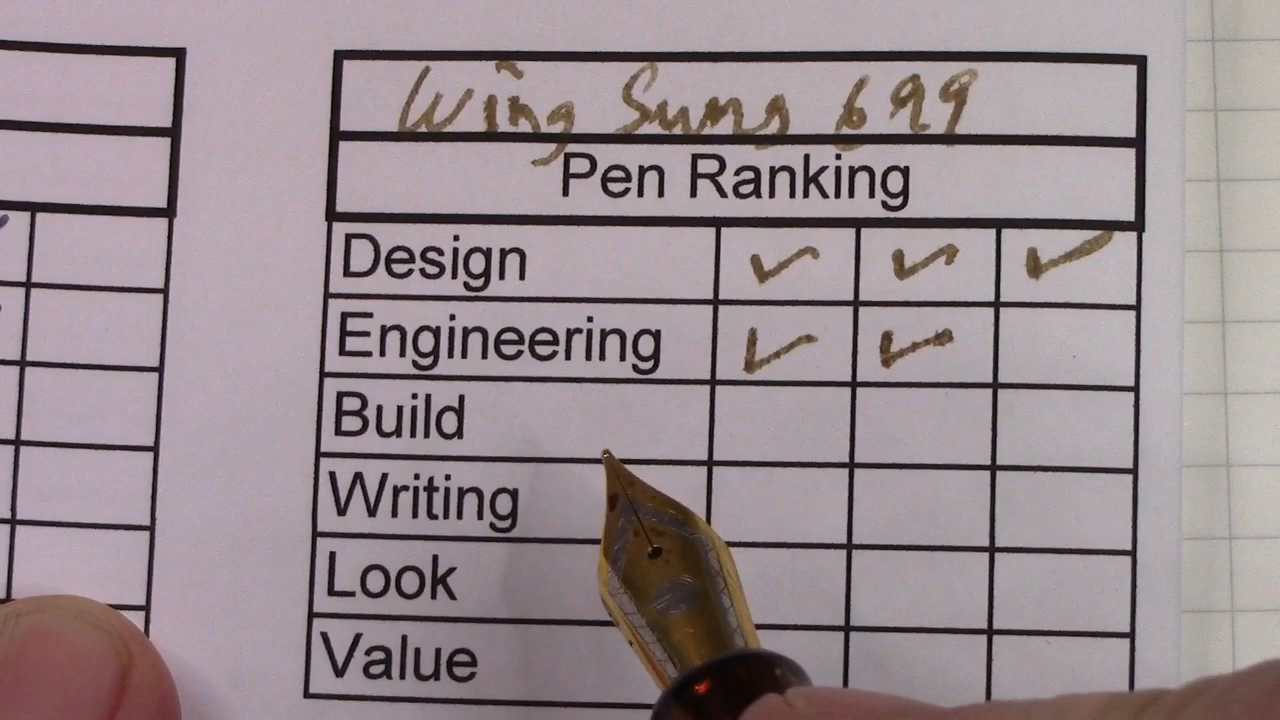 Wing Sung 699
Pen Ranking
Design ✓ ✓ ✓
Engineering ✓ ✓
Build
Writing
Look
Value